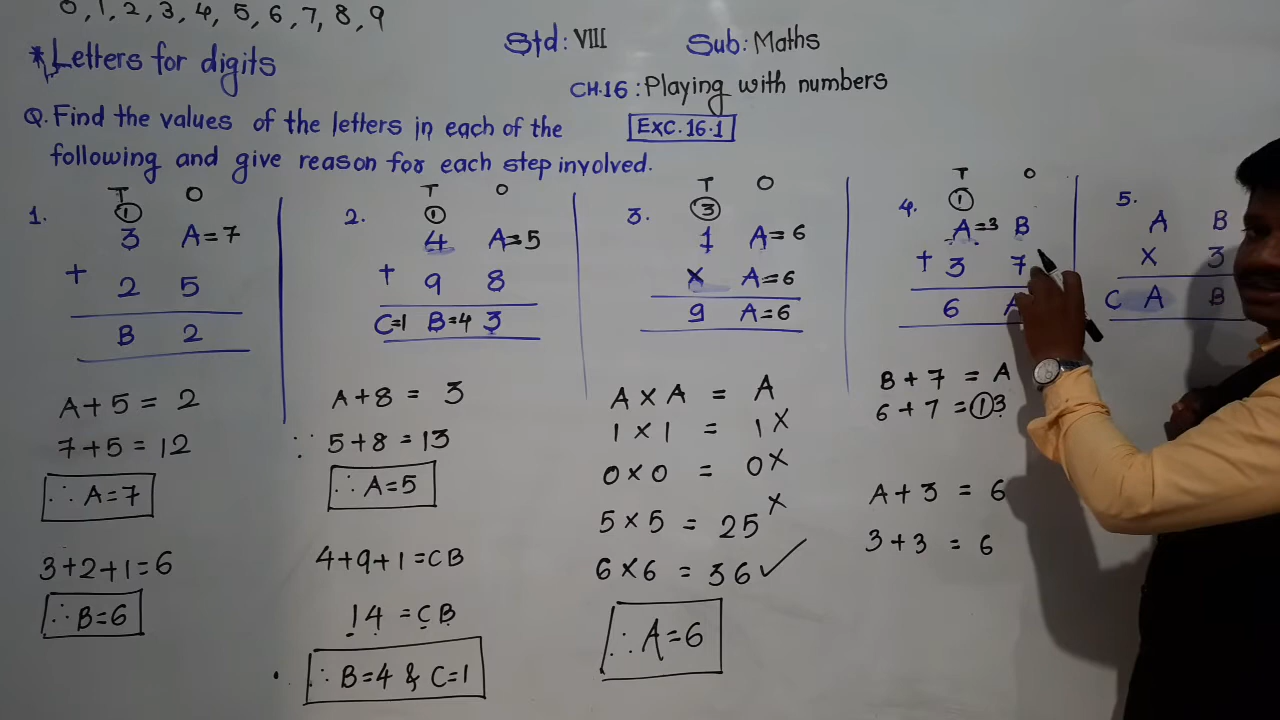 0, 1, 2, 3, 4, 5, 6, 7, 8, 9
*Letters for digits
Std: VIII Sub: Maths
CH.16 : Playing with numbers
Q. Find the values of the letters in each of the
following and give reason for each step involved.
EXC. 16.1
1.
T O
①
3 A=7
+ 2 5
B 2
A+5 = 2
7+5 = 12
∴ A=7
3+2+1=6
∴ B=6
2.
T O
①
4 A=5
+ 9 8
C=1 B=4 3
A+8 = 3
∵ 5+8=13
∴ A=5
4+9+1=CB
14 = CB
∴ B=4 & C=1
3.
T O
③
1 A=6
× A=6
9 A=6
A×A = A
1×1 = 1×
0×0 = 0×
5×5 = 25×
6×6 = 36✓
∴ A=6
4.
T O
①
A=3 B
+ 3 7
6 A
B+7 = A
6+7 = ①3
A+3 = 6
3+3 = 6
5.
A B
× 3
C A B